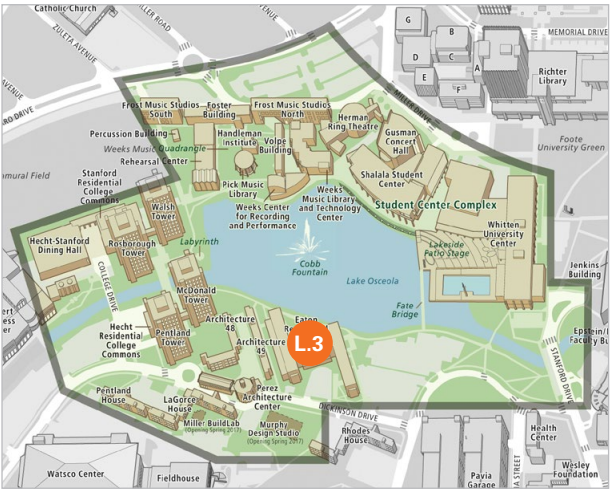 Catholic Church
MILLER ROAD
ZULETA AVENUE
AVENUE
MEMORIAL DRIVE
G
B
D
C
A
E
F
Richter
Library
MILLER DRIVE
Frost Music Studios
South
Foster
Building
Frost Music Studios
North
Herman
Ring Theatre
Gusman
Concert
Hall
Foote
University Green
Percussion Building
Weeks Music Quadrangle
Rehearsal Center
Handleman
Institute
Volpe
Building
Stanford
Residential
College
Commons
Pick Music
Library
Weeks Center
for Recording
and Performance
Weeks
Music Library
and Technology
Center
Shalala Student
Center
Student Center Complex
Whitten
University
Center
Lakeside
Patio Stage
Walsh
Tower
Hecht-Stanford
Dining Hall
Rosborough
Tower
Labyrinth
Cobb
Fountain
Lake Osceola
Fate
Bridge
Jenkins
Building
COLLEGE DRIVE
McDonald
Tower
Hecht
Residential
College
Commons
Pentland
Tower
Architecture
48
Architecture
49
Eaton
L.3
STANFORD DRIVE
Pentland
House
LaGorce
House
Perez
Architecture
Center
Miller BuildLab
(Opening Spring 2017)
Murphy
Design Studio
(Opening Spring 2017)
DICKINSON DRIVE
Rhodes
House
Health
Center
Watsco Center
Fieldhouse
Pavia
Garage
Wesley
Foundation